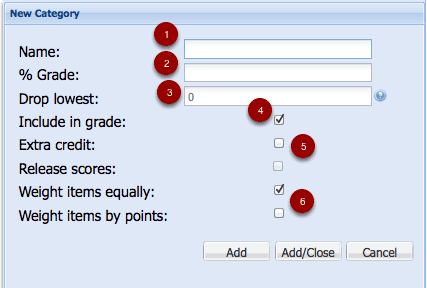 New Category
1
Name:
2
% Grade:
3
Drop lowest: 0 ?
4
Include in grade:
Extra credit: 5
Release scores:
Weight items equally:
6
Weight items by points:
Add Add/Close Cancel